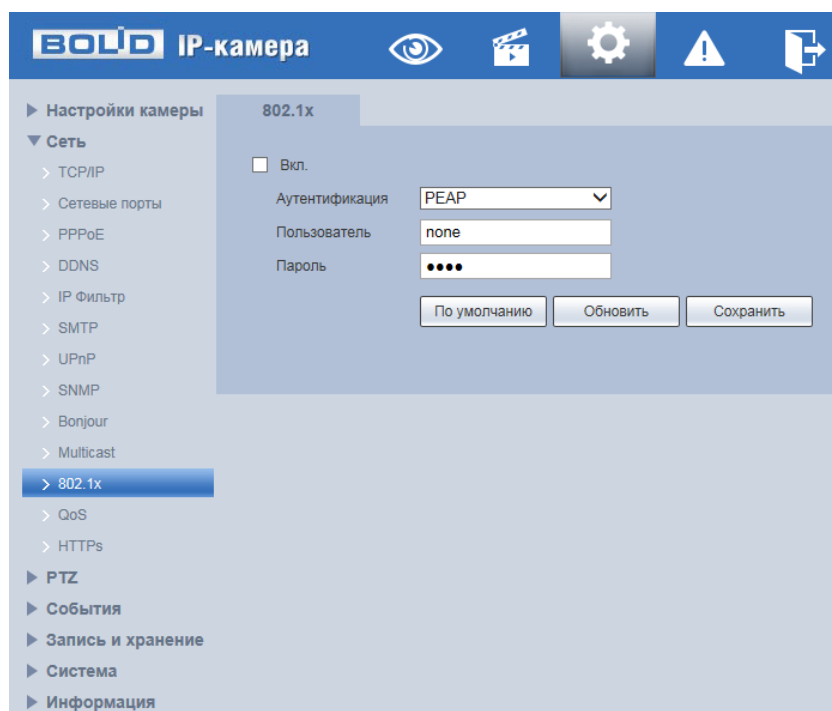 BOLID IP-камера
Настройки камеры
Сеть
TCP/IP
Сетевые порты
PPPoE
DDNS
IP Фильтр
SMTP
UPnP
SNMP
Bonjour
Multicast
802.1x
QoS
HTTPs
PTZ
События
Запись и хранение
Система
Информация
802.1x
Вкл.
Аутентификация PEAP
Пользователь none
Пароль ••••
По умолчанию Обновить Сохранить